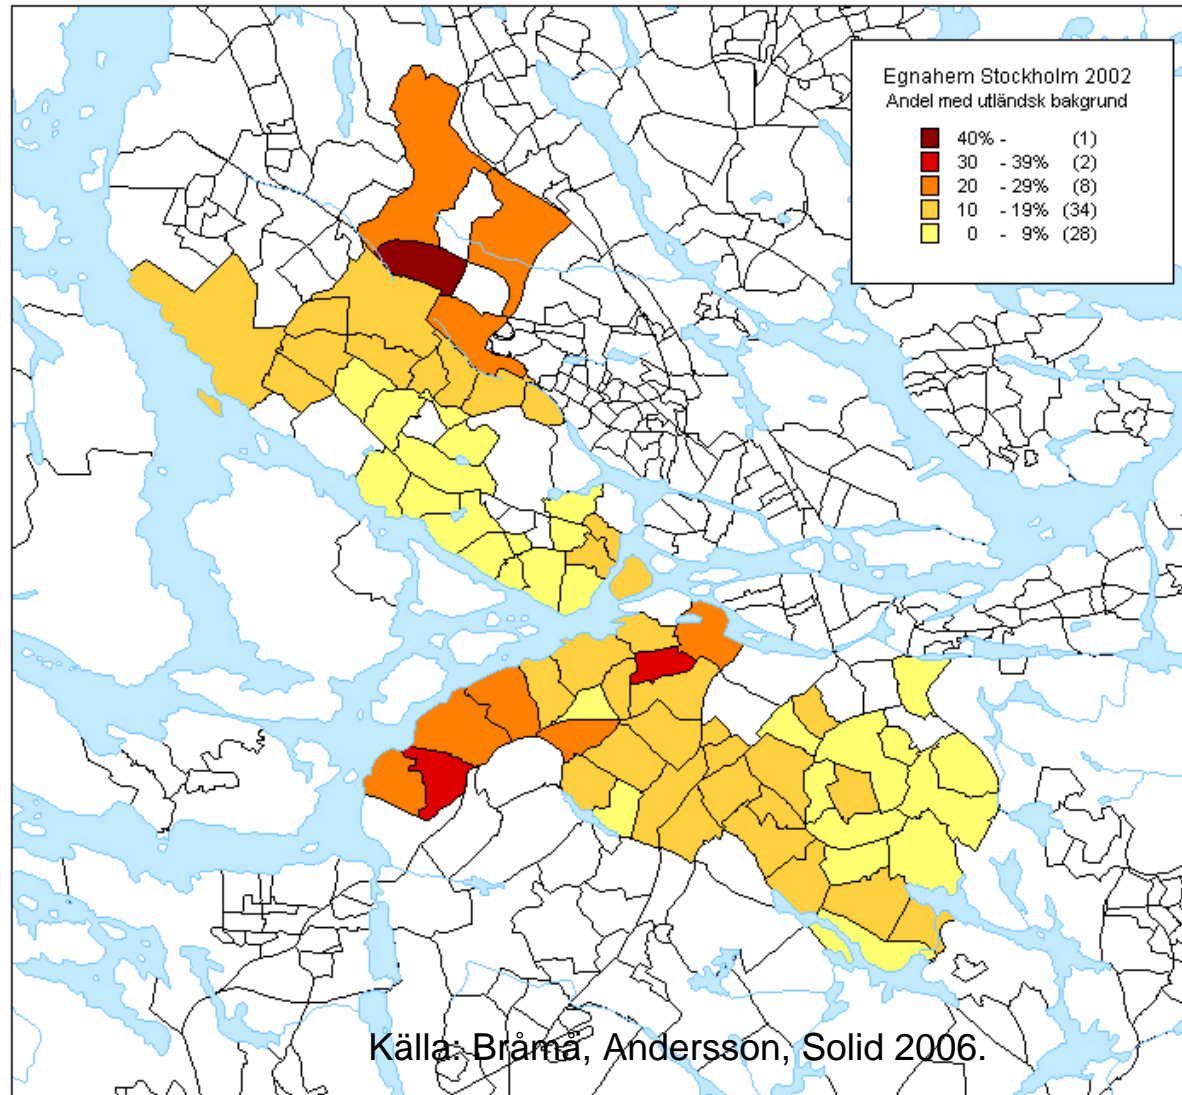 Egnahem Stockholm 2002
Andel med utländsk bakgrund
40% - (1)
30 - 39% (2)
20 - 29% (8)
10 - 19% (34)
0 - 9% (28)
Källa: Bråmå, Andersson, Solid 2006.